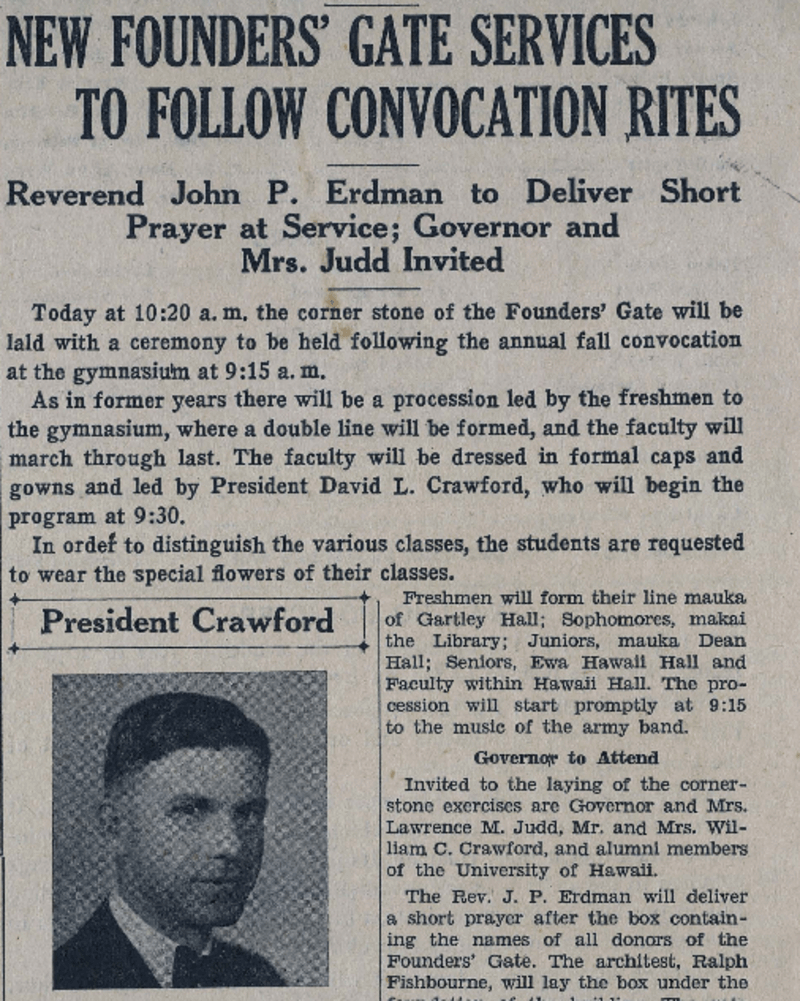 NEW FOUNDERS' GATE SERVICES
TO FOLLOW CONVOCATION RITES
Reverend John P. Erdman to Deliver Short
Prayer at Service; Governor and
Mrs. Judd Invited
Today at 10:20 a. m. the corner stone of the Founders' Gate will be
laid with a ceremony to be held following the annual fall convocation
at the gymnasium at 9:15 a. m.
As in former years there will be a procession led by the freshmen to
the gymnasium, where a double line will be formed, and the faculty will
march through last. The faculty will be dressed in formal caps and
gowns and led by President David L. Crawford, who will begin the
program at 9:30.
In order to distinguish the various classes, the students are requested
to wear the special flowers of their classes.
President Crawford
Freshmen will form their line mauka
of Gartley Hall; Sophomores, makai
the Library; Juniors, mauka Dean
Hall; Seniors, Ewa Hawaii Hall and
Faculty within Hawaii Hall. The pro-
cession will start promptly at 9:15
to the music of the army band.
Governor to Attend
Invited to the laying of the corner-
stone exercises are Governor and Mrs.
Lawrence M. Judd, Mr. and Mrs. Wil-
liam C. Crawford, and alumni members
of the University of Hawaii.
The Rev. J. P. Erdman will deliver
a short prayer after the box contain-
ing the names of all donors of the
Founders' Gate. The architest, Ralph
Fishbourne, will lay the box under the